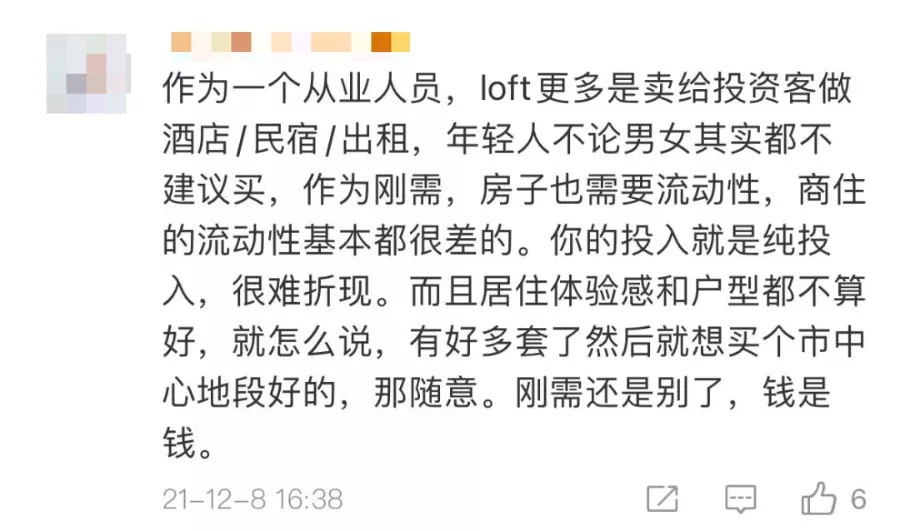 作为一个从业人员，loft更多是卖给投资客做
酒店/民宿/出租，年轻人不论男女其实都不
建议买，作为刚需，房子也需要流动性，商住
的流动性基本都很差的。你的投入就是纯投
入，很难折现。而且居住体验感和户型都不算
好，就怎么说，有好多套了然后就想买个市中
心地段好的，那随意。刚需还是别了，钱是
钱。
21-12-8 16:38
6